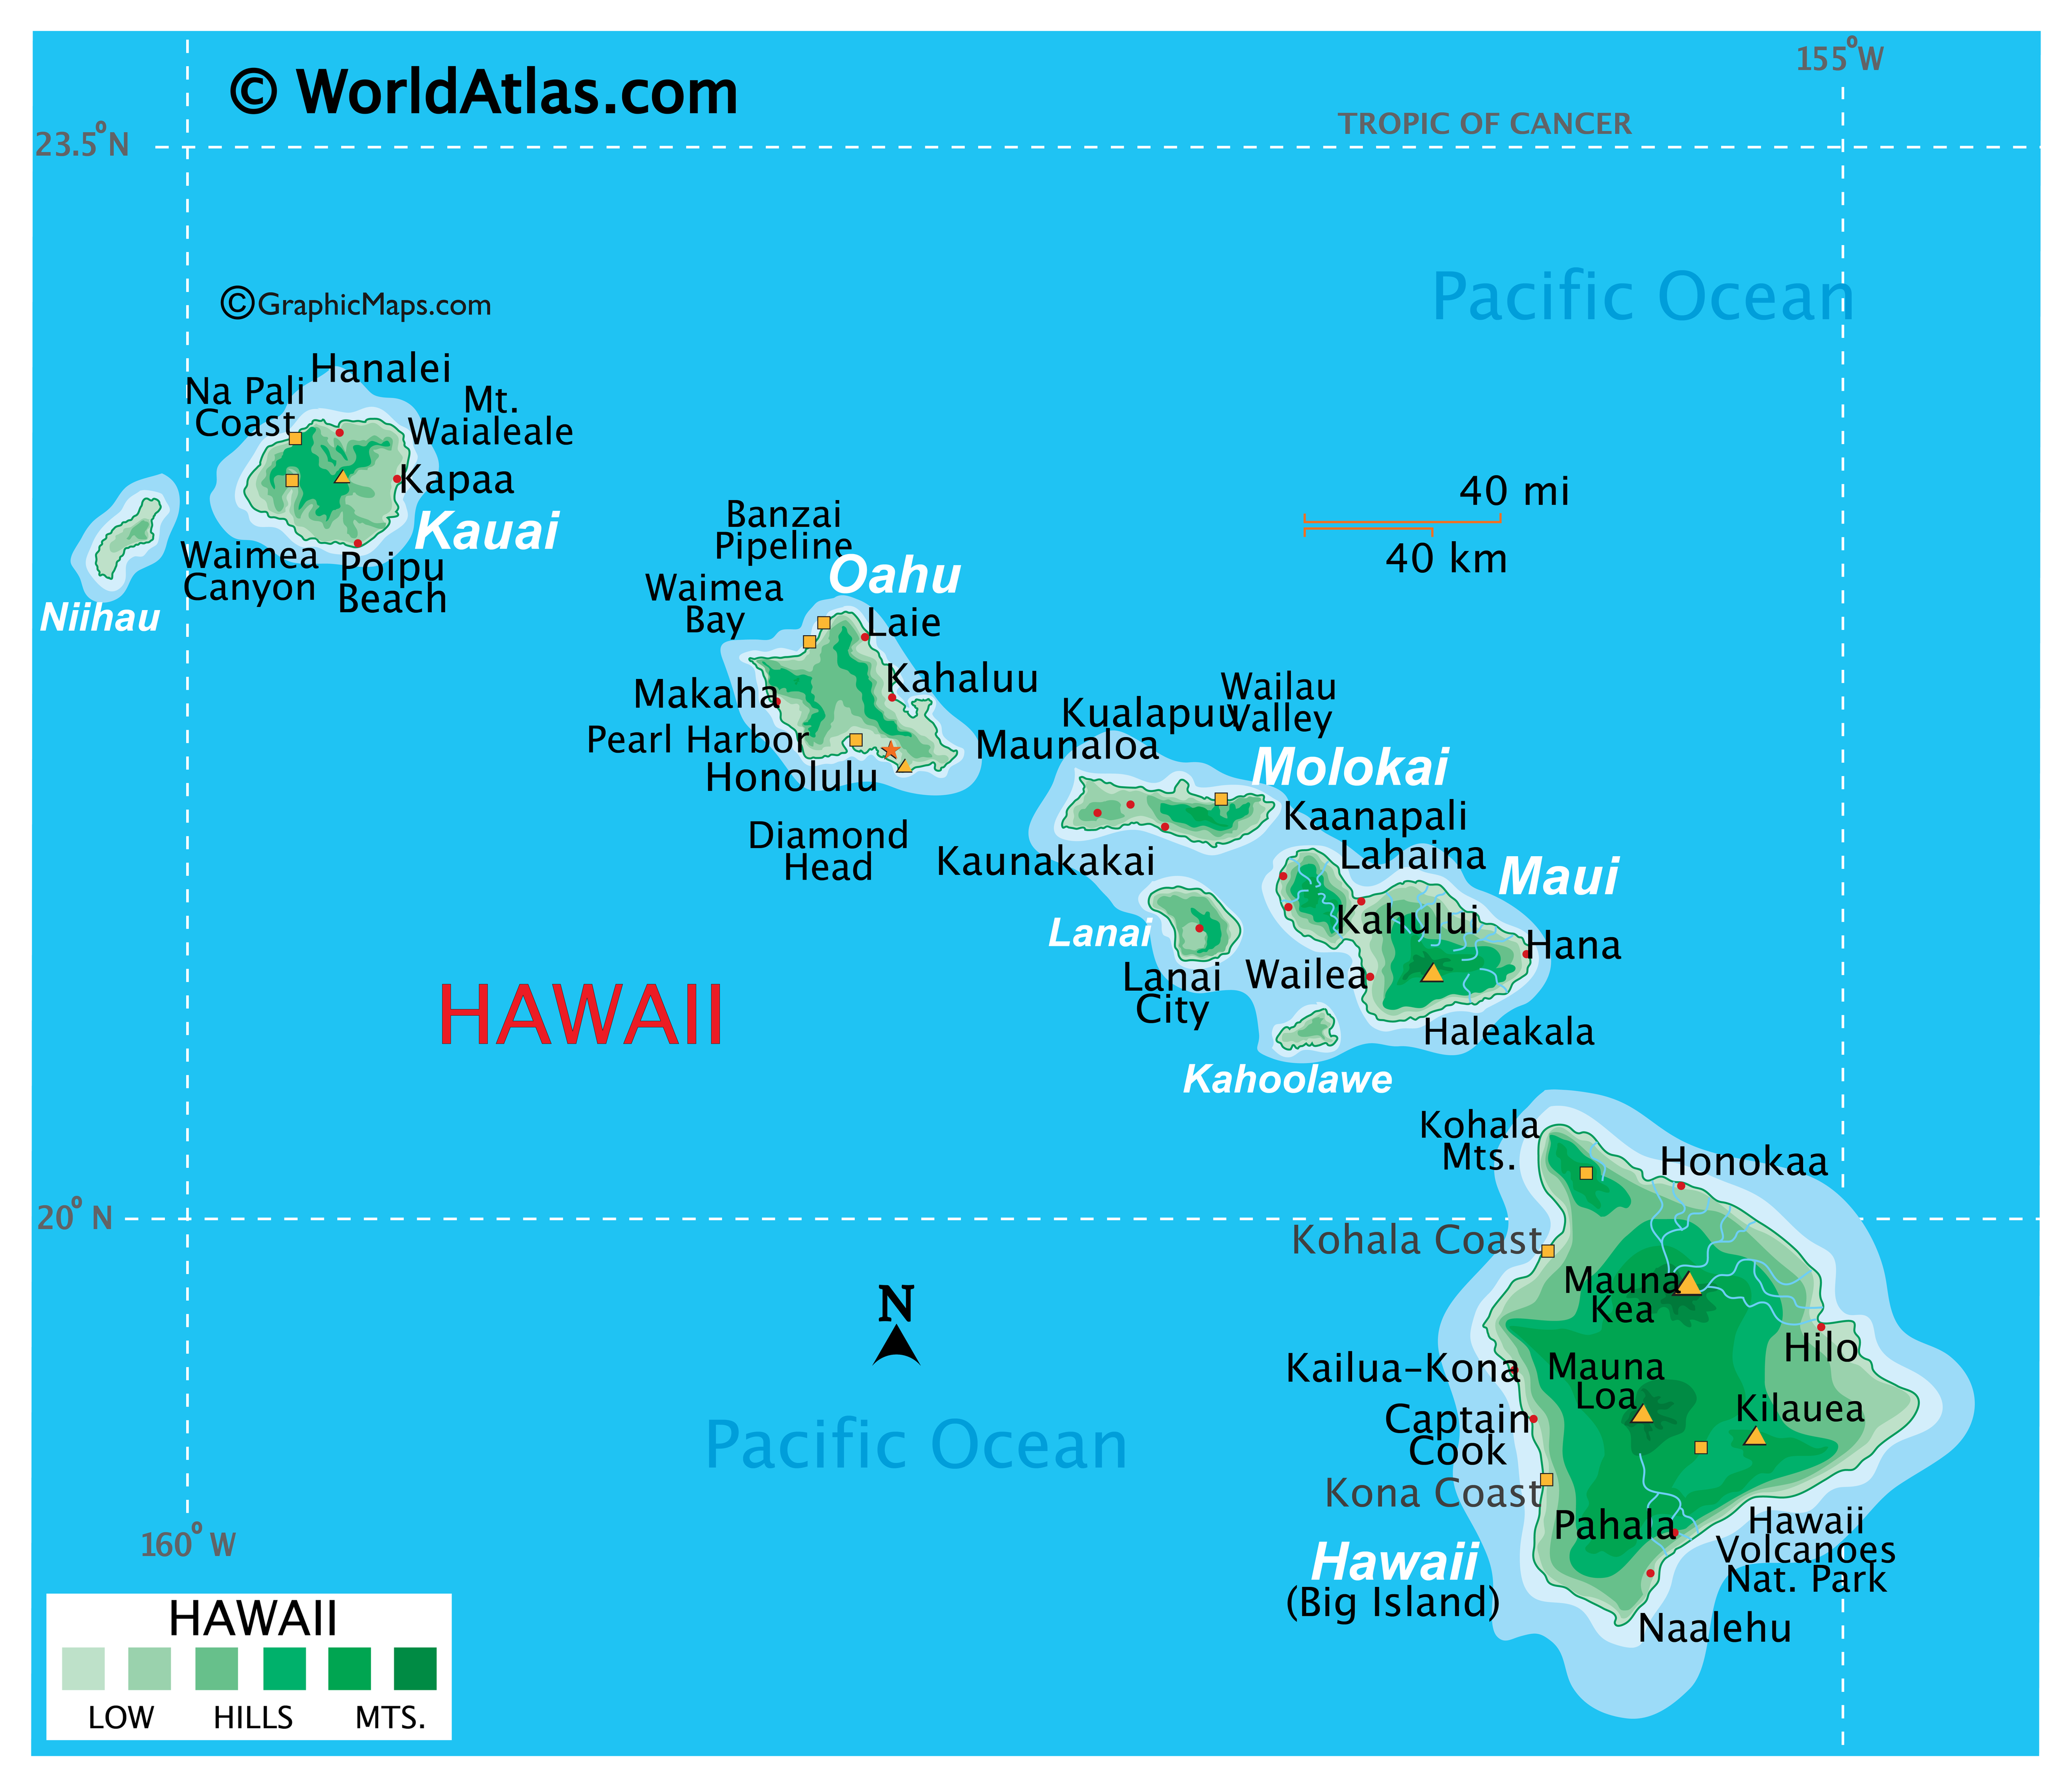 155°W
© WorldAtlas.com
TROPIC OF CANCER
23.5°N
Pacific Ocean
©GraphicMaps.com
Hanalei
Na Pali
Coast
Mt.
Waialeale
Kapaa
Kauai
Waimea
Canyon
Poipu
Beach
Niihau
40 mi
40 km
Banzai
Pipeline
Oahu
Waimea
Bay
Laie
Kahaluu
Makaha
Pearl Harbor
Honolulu
Diamond
Head
Wailau
Valley
Kualapuu
Maunaloa
Molokai
Kaunakakai
Kaanapali
Lahaina
Maui
Kahului
Hana
Lanai
Lanai
City
Wailea
Haleakala
Kahoolawe
HAWAII
Kohala
Mts.
Honokaa
20° N
Kohala Coast
Mauna
Kea
Hilo
N
Kailua-Kona
Mauna
Loa
Kilauea
Captain
Cook
Kona Coast
Pacific Ocean
Pahala
Hawaii
Volcanoes
Nat. Park
Hawaii
(Big Island)
Naalehu
160° W
HAWAII
LOW
HILLS
MTS.